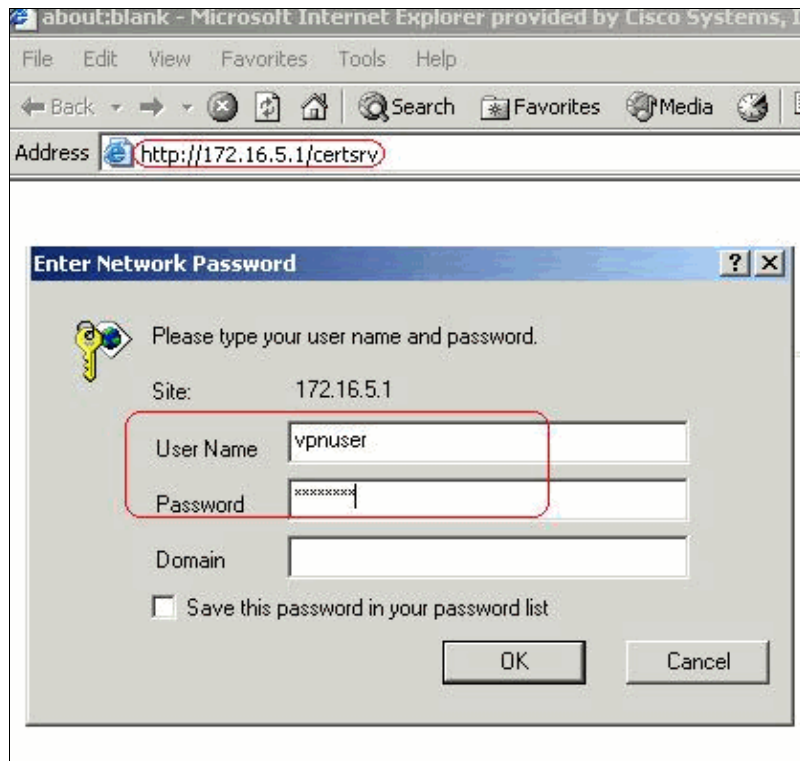 about:blank - Microsoft Internet Explorer provided by Cisco Systems,
File Edit View Favorites Tools Help
Back Search Favorites Media
Address http://172.16.5.1/certsrv
Enter Network Password
Please type your user name and password.
Site: 172.16.5.1
User Name vpnuser
Password ********
Domain
Save this password in your password list
OK Cancel